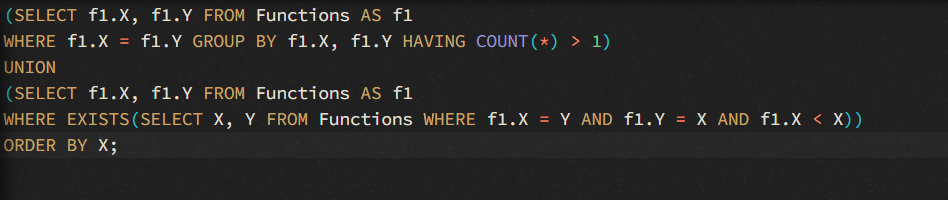 (SELECT f1.X, f1.Y FROM Functions AS f1
WHERE f1.X = f1.Y GROUP BY f1.X, f1.Y HAVING COUNT(*) > 1)
UNION
(SELECT f1.X, f1.Y FROM Functions AS f1
WHERE EXISTS(SELECT X, Y FROM Functions WHERE f1.X = Y AND f1.Y = X AND f1.X < X))
ORDER BY X;